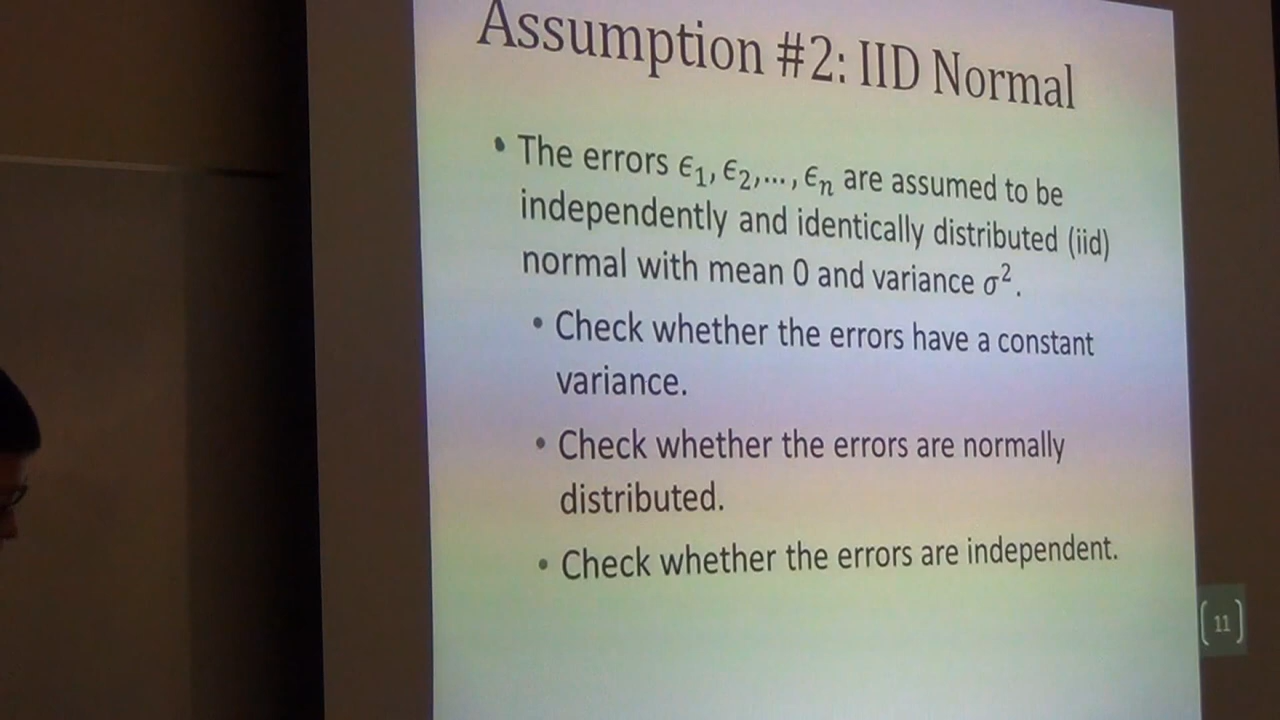 Assumption #2: IID Normal
• The errors ϵ₁, ϵ₂,…, ϵₙ are assumed to be
independently and identically distributed (iid)
normal with mean 0 and variance σ².
• Check whether the errors have a constant
variance.
• Check whether the errors are normally
distributed.
• Check whether the errors are independent.
11